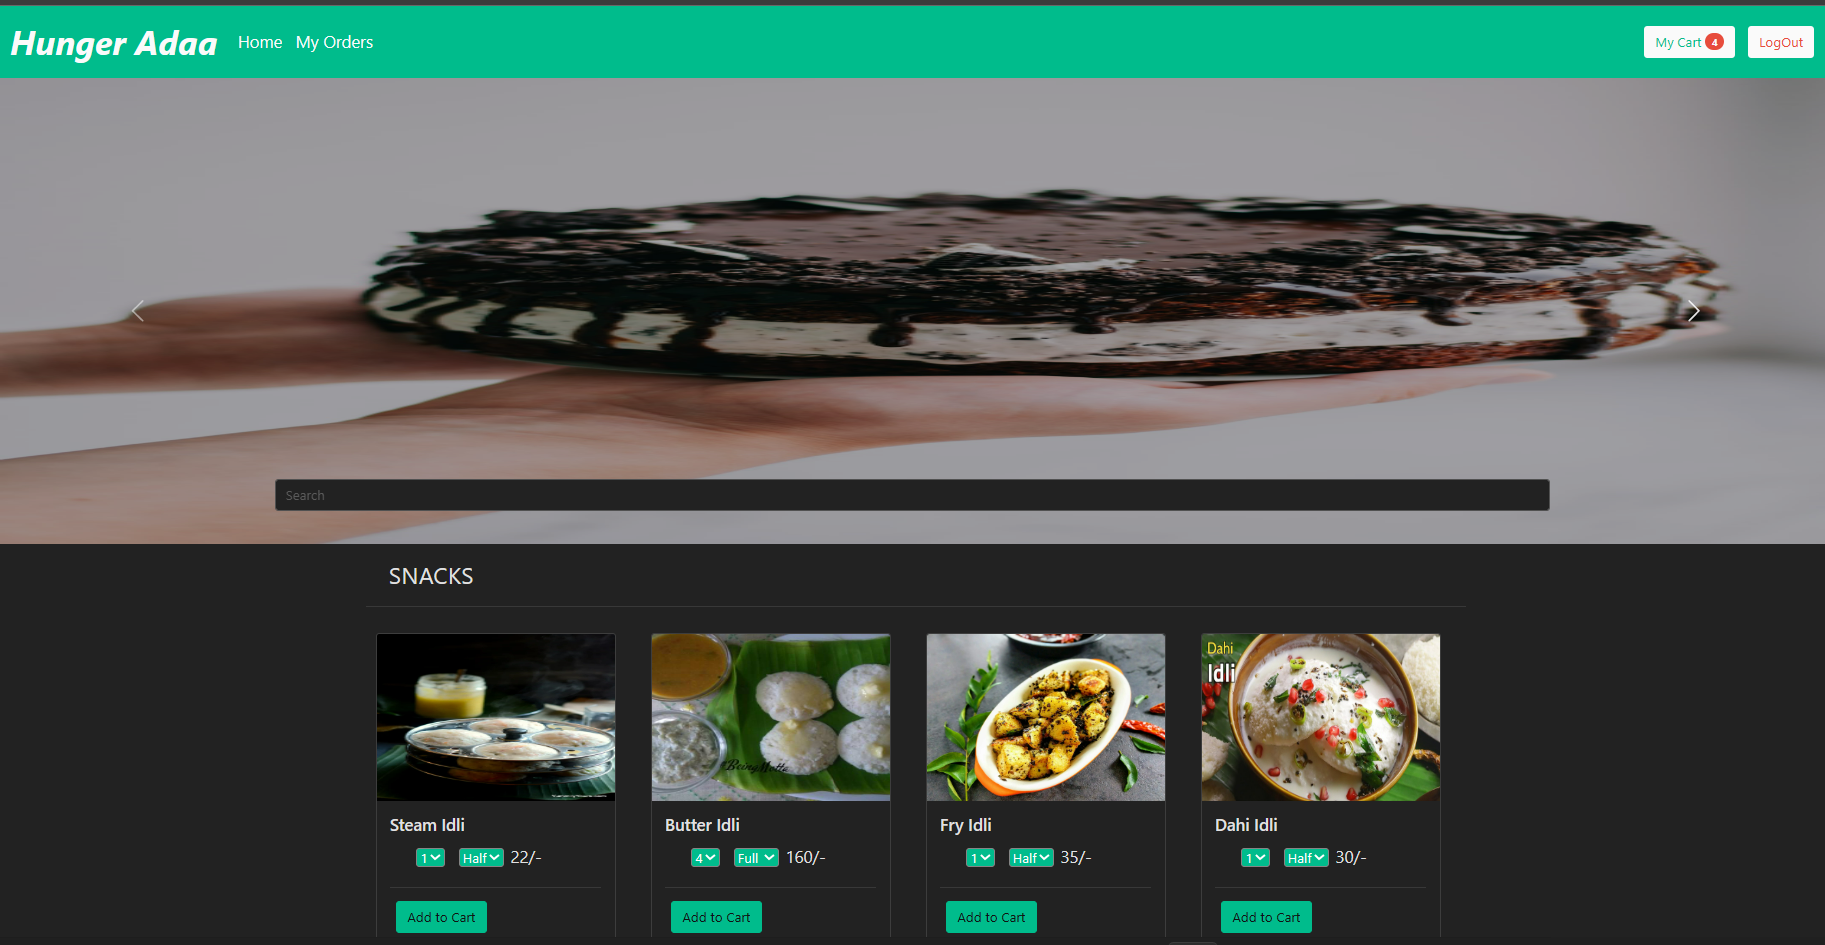 Hunger Adaa Home My Orders My Cart 4 LogOut
Search
SNACKS
Dahi
Idli
Steam Idli Butter Idli Fry Idli Dahi Idli
1 Half 22/- 4 Full 160/- 1 Half 35/- 1 Half 30/-
Add to Cart Add to Cart Add to Cart Add to Cart